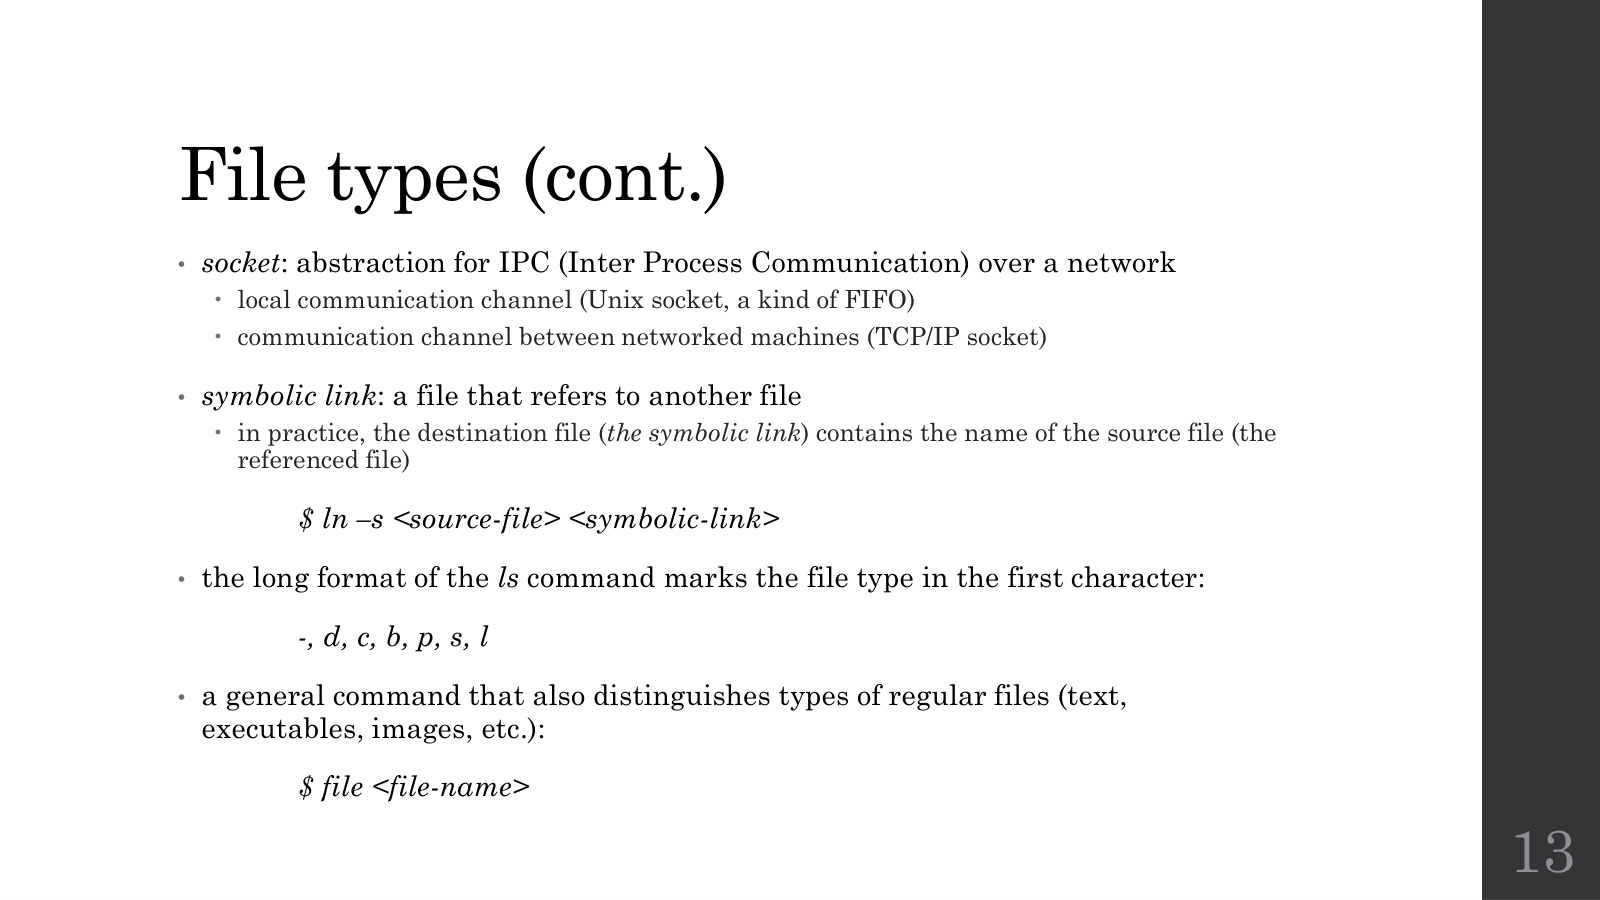 File types (cont.)
• socket: abstraction for IPC (Inter Process Communication) over a network
• local communication channel (Unix socket, a kind of FIFO)
• communication channel between networked machines (TCP/IP socket)
• symbolic link: a file that refers to another file
• in practice, the destination file (the symbolic link) contains the name of the source file (the
referenced file)
$ ln –s <source-file> <symbolic-link>
• the long format of the ls command marks the file type in the first character:
-, d, c, b, p, s, l
• a general command that also distinguishes types of regular files (text,
executables, images, etc.):
$ file <file-name>
13